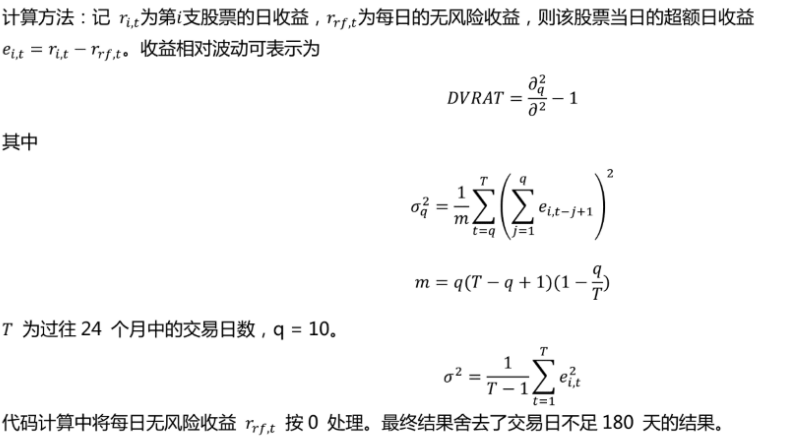 计算方法：记 $r_{i,t}$为第$i$支股票的日收益，$r_{rf,t}$为每日的无风险收益，则该股票当日的超额日收益
$e_{i,t} = r_{i,t} - r_{rf,t}$。收益相对波动可表示为
$DVRAT = \frac{\partial_q^2}{\partial^2} - 1$
其中
$\sigma_q^2 = \frac{1}{m}\sum_{t=q}^{T}\left(\sum_{j=1}^{q} e_{i,t-j+1}\right)^2$
$m = q(T - q + 1)(1 - \frac{q}{T})$
$T$ 为过往 24 个月中的交易日数，q = 10。
$\sigma^2 = \frac{1}{T-1}\sum_{t=1}^{T} e_{i,t}^2$
代码计算中将每日无风险收益 $r_{rf,t}$ 按 0 处理。最终结果舍去了交易日不足 180 天的结果。